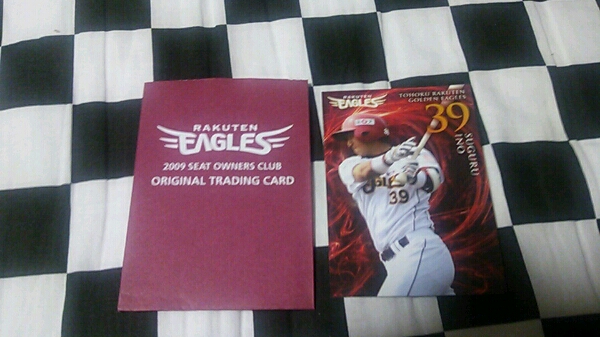 RAKUTEN
EAGLES
2009 SEAT OWNERS CLUB
ORIGINAL TRADING CARD
RAKUTEN
EAGLES
TOHOKU RAKUTEN
GOLDEN EAGLES
39
SUGURU
INO
39